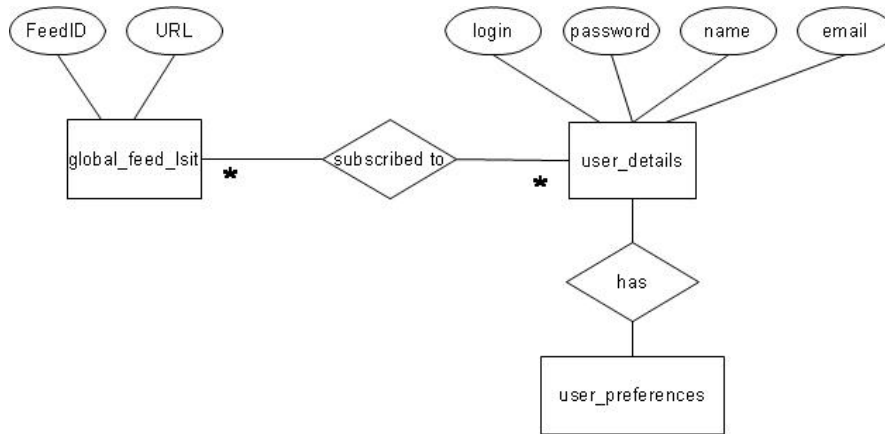 FeedID
URL
login
password
name
email
global_feed_lsit
*
subscribed to
*
user_details
has
user_preferences